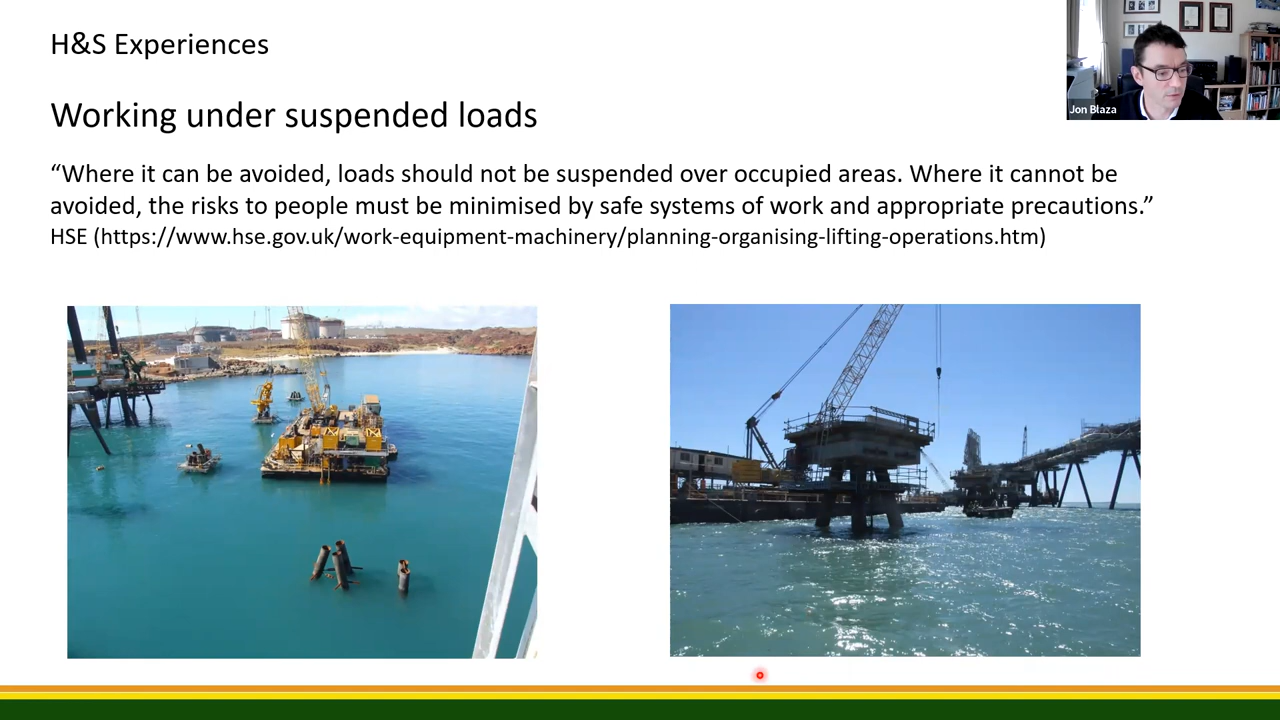 H&S Experiences
Jon Blaza
Working under suspended loads
“Where it can be avoided, loads should not be suspended over occupied areas. Where it cannot be
avoided, the risks to people must be minimised by safe systems of work and appropriate precautions.”
HSE (https://www.hse.gov.uk/work-equipment-machinery/planning-organising-lifting-operations.htm)